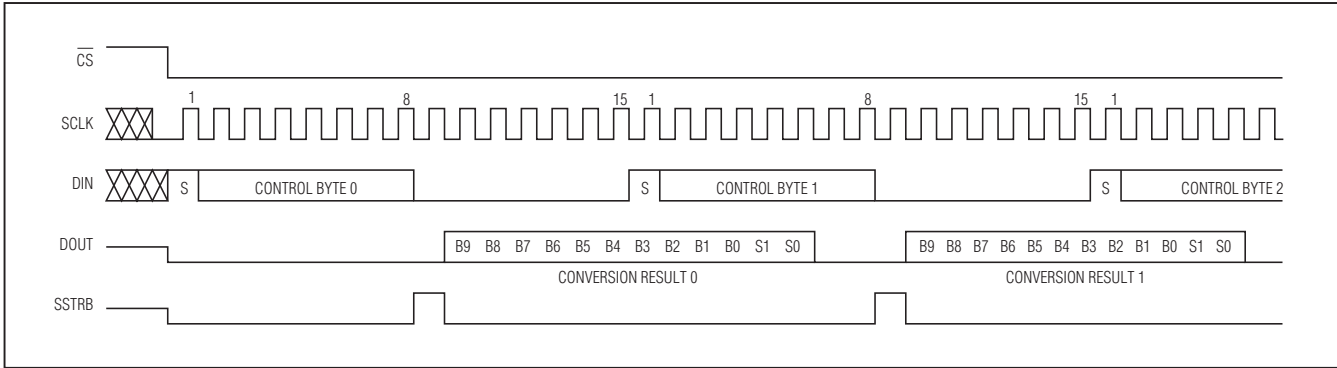 CS
1 8 15 1 8 15 1
SCLK
DIN S CONTROL BYTE 0 S CONTROL BYTE 1 S CONTROL BYTE 2
DOUT B9 B8 B7 B6 B5 B4 B3 B2 B1 B0 S1 S0 B9 B8 B7 B6 B5 B4 B3 B2 B1 B0 S1 S0
CONVERSION RESULT 0 CONVERSION RESULT 1
SSTRB